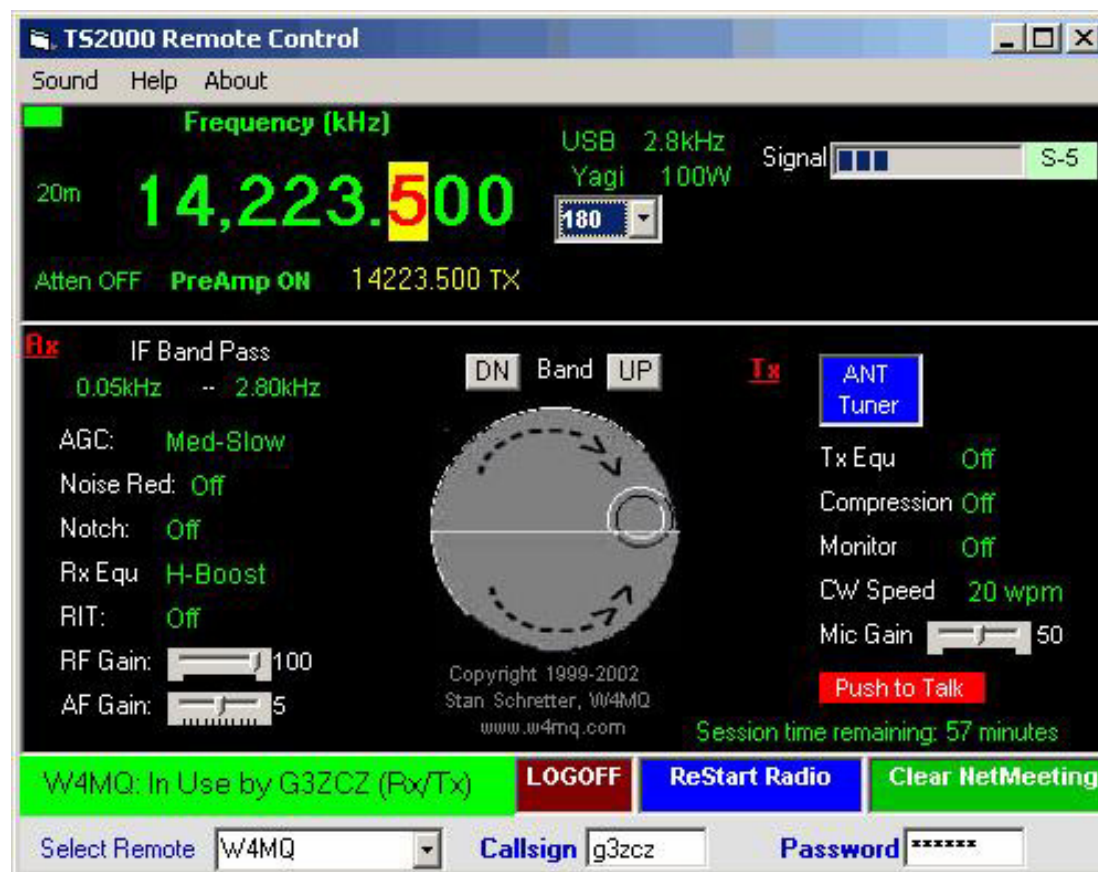 TS2000 Remote Control
Sound Help About
Frequency (kHz)
USB 2.8kHz
Signal S-5
20m 14,223.500
Yagi 100W
180
Atten OFF PreAmp ON 14223.500 TX
Rx IF Band Pass
0.05kHz -- 2.80kHz
DN Band UP
Tx
ANT
Tuner
AGC: Med-Slow
Noise Red: Off
Notch: Off
Rx Equ H-Boost
RIT: Off
RF Gain: 100
AF Gain: 5
Copyright 1999-2002
Stan Schretter, W4MQ
www.w4mq.com
Tx Equ Off
Compression Off
Monitor Off
CW Speed 20 wpm
Mic Gain 50
Push to Talk
Session time remaining: 57 minutes
W4MQ: In Use by G3ZCZ (Rx/Tx) LOGOFF ReStart Radio Clear NetMeeting
Select Remote W4MQ Callsign g3zcz Password ******